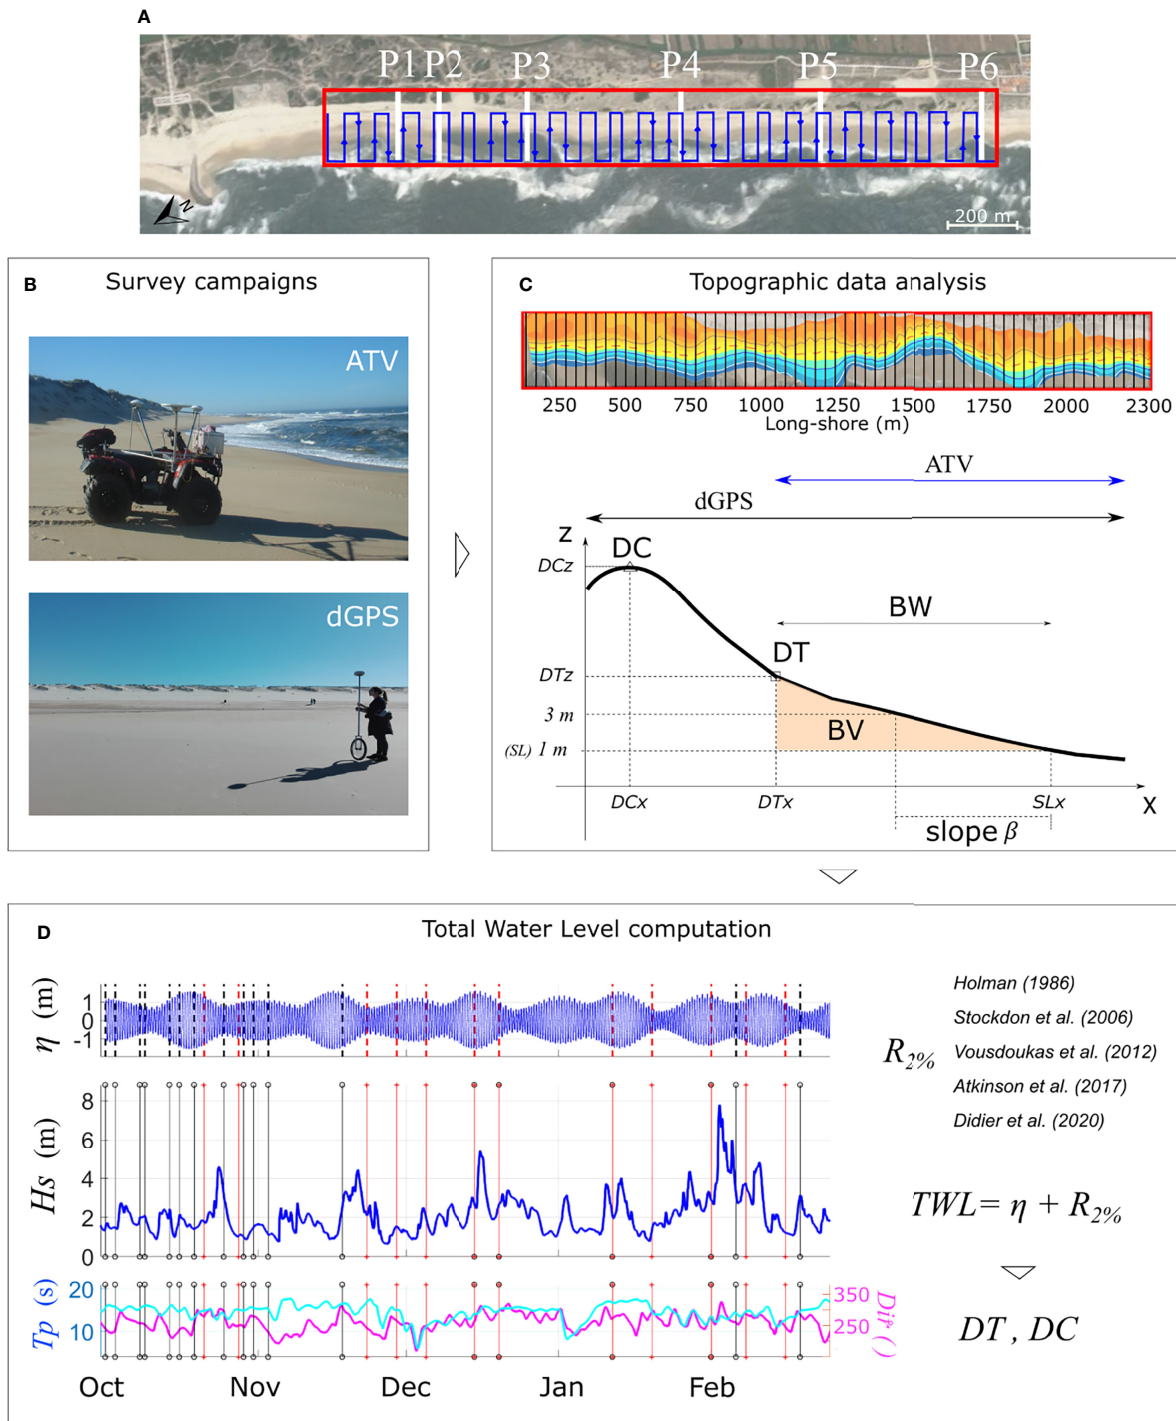 A
P1 P2 P3 P4 P5 P6
N
200 m
B
Survey campaigns
ATV
dGPS
C
Topographic data analysis
250 500 750 1000 1250 1500 1750 2000 2300
Long-shore (m)
ATV
dGPS
z
DC
DCz
BW
DT
DTz
3 m
BV
(SL) 1 m
DCx DTx SLx X
slope β
D
Total Water Level computation
η (m)
1
0
-1
Hs (m)
8
6
4
2
0
Tp (s)
20
10
350
250
Dir (°)
Oct Nov Dec Jan Feb
R2%
Holman (1986)
Stockdon et al. (2006)
Vousdoukas et al. (2012)
Atkinson et al. (2017)
Didier et al. (2020)
TWL= η + R2%
DT , DC